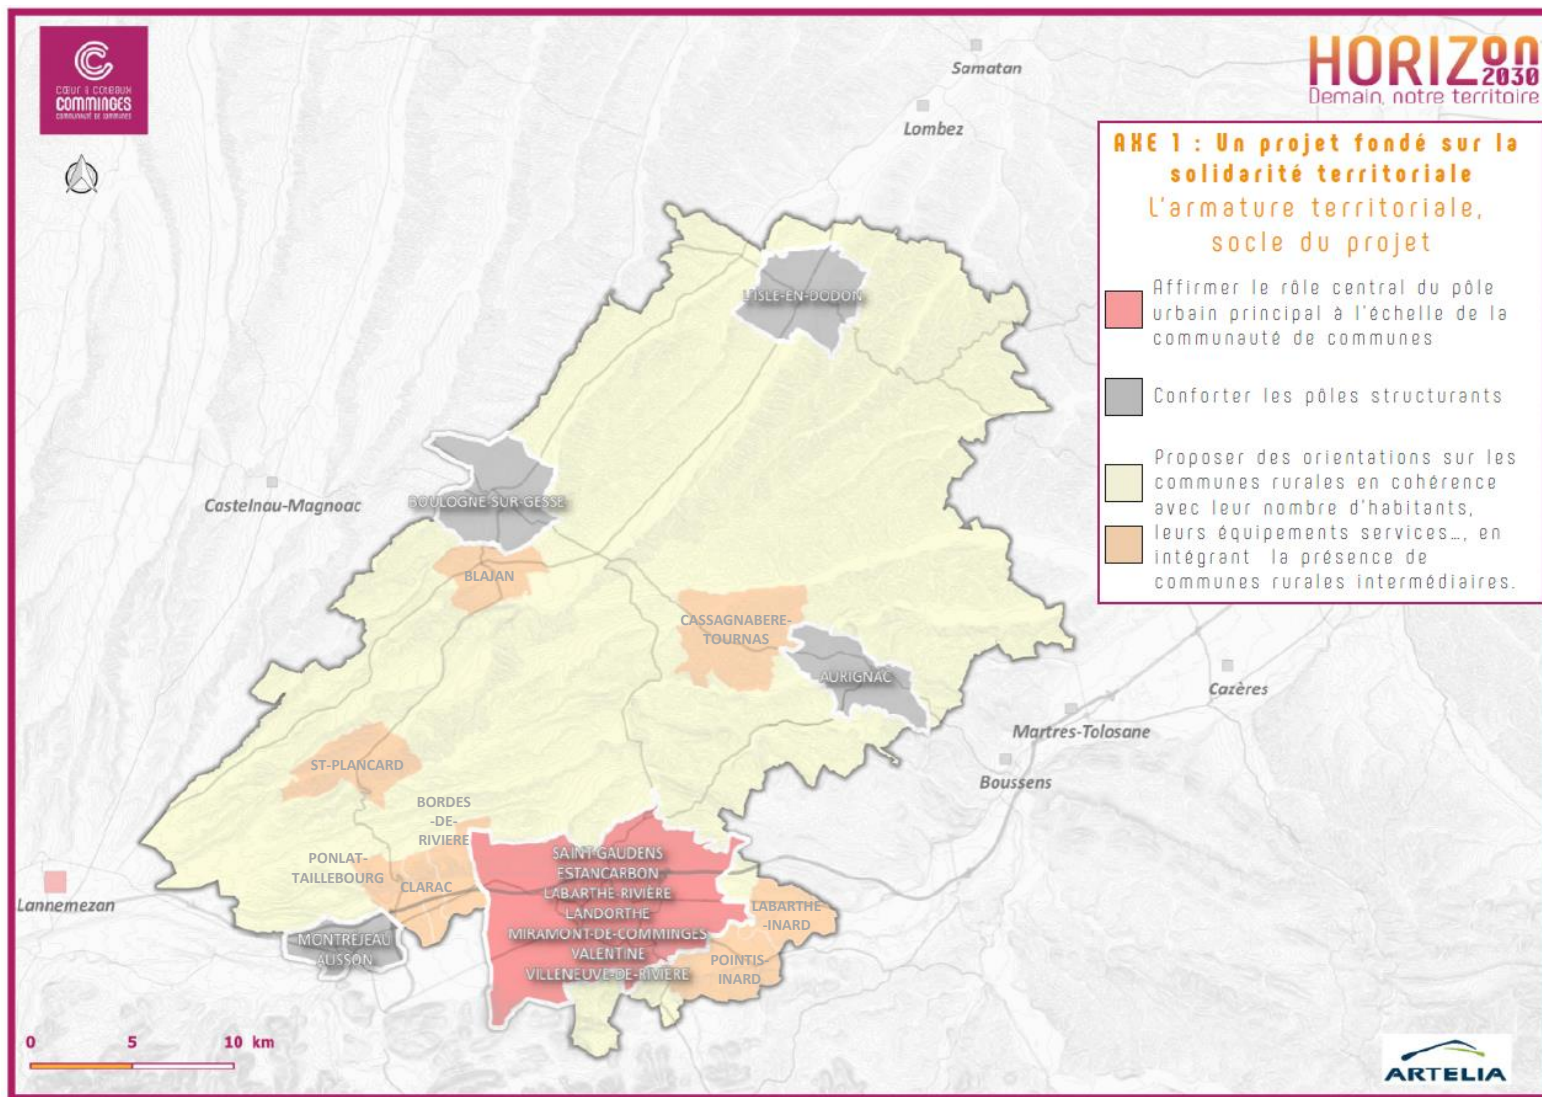 CŒUR & COTEAUX
COMMINGES
COMMUNAUTÉ DE COMMUNES
HORIZON
2030
Demain, notre territoire
AXE 1 : Un projet fondé sur la
solidarité territoriale
L'armature territoriale,
socle du projet
Affirmer le rôle central du pôle
urbain principal à l'échelle de la
communauté de communes
Conforter les pôles structurants
Proposer des orientations sur les
communes rurales en cohérence
avec leur nombre d'habitants,
leurs équipements services…, en
intégrant la présence de
communes rurales intermédiaires.
Samatan
Lombez
L'ISLE-EN-DODON
Castelnau-Magnoac
BOULOGNE-SUR-GESSE
BLAJAN
CASSAGNABERE-
TOURNAS
AURIGNAC
Cazères
Martres-Tolosane
Boussens
ST-PLANCARD
BORDES
-DE-
RIVIERE
PONLAT-
TAILLEBOURG
CLARAC
Lannemezan
MONTREJEAU
AUSSON
SAINT-GAUDENS
ESTANCARBON
LABARTHE-RIVIÈRE
LANDORTHE
MIRAMONT-DE-COMMINGES
VALENTINE
VILLENEUVE-DE-RIVIÈRE
LABARTHE
-INARD
POINTIS-
INARD
0 5 10 km
ARTELIA